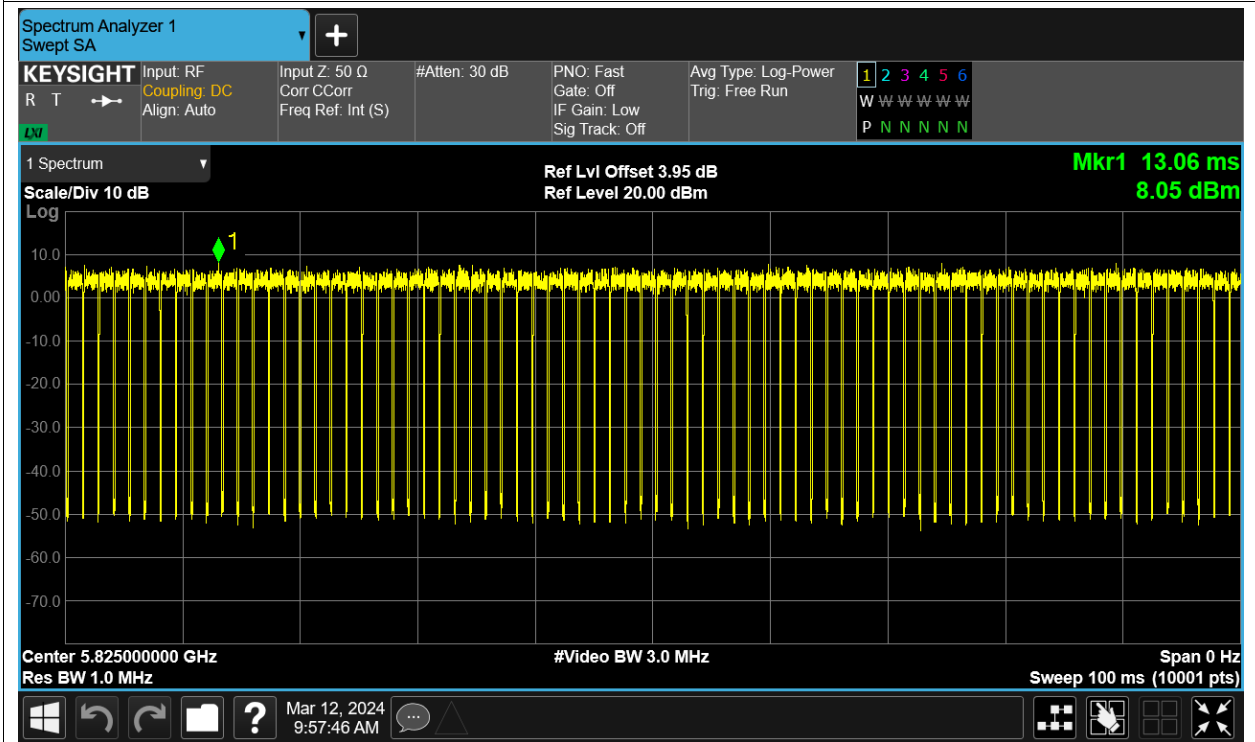 Spectrum Analyzer 1
Swept SA
KEYSIGHT
R T
LXI
Input: RF
Coupling: DC
Align: Auto
Input Z: 50 Ω
Corr CCorr
Freq Ref: Int (S)
#Atten: 30 dB
PNO: Fast
Gate: Off
IF Gain: Low
Sig Track: Off
Avg Type: Log-Power
Trig: Free Run
1 2 3 4 5 6
W W W W W W
P N N N N N
1 Spectrum
Scale/Div 10 dB
Log
Ref Lvl Offset 3.95 dB
Ref Level 20.00 dBm
Mkr1 13.06 ms
8.05 dBm
1
10.0
0.00
-10.0
-20.0
-30.0
-40.0
-50.0
-60.0
-70.0
Center 5.825000000 GHz
Res BW 1.0 MHz
#Video BW 3.0 MHz
Span 0 Hz
Sweep 100 ms (10001 pts)
?
Mar 12, 2024
9:57:46 AM